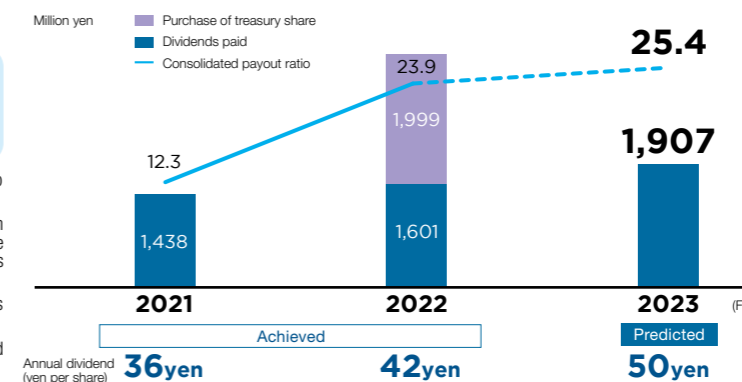 Million yen
Purchase of treasury share
Dividends paid
Consolidated payout ratio
25.4
23.9
1,999
12.3
1,907
1,438
1,601
2021 2022 2023
Achieved Predicted
Annual dividend
(yen per share)
36yen 42yen 50yen